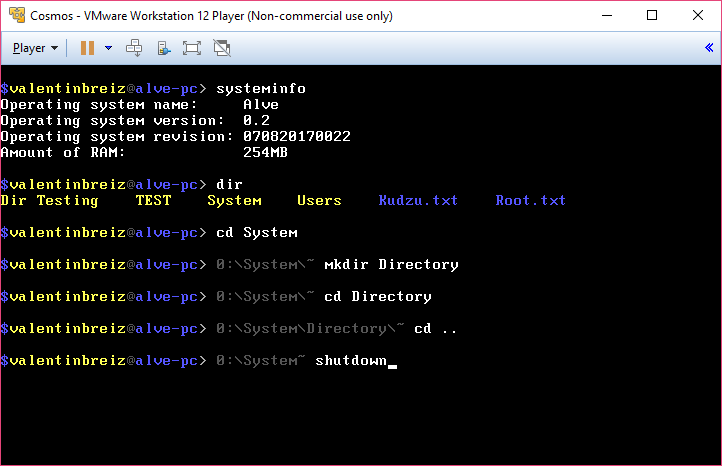 Cosmos - VMware Workstation 12 Player (Non-commercial use only)
Player
$valentinbreiz@alve-pc> systeminfo
Operating system name:     Alve
Operating system version:  0.2
Operating system revision: 070820170022
Amount of RAM:             254MB
$valentinbreiz@alve-pc> dir
Dir Testing    TEST    System    Users    Kudzu.txt    Root.txt
$valentinbreiz@alve-pc> cd System
$valentinbreiz@alve-pc> 0:\System\~ mkdir Directory
$valentinbreiz@alve-pc> 0:\System\~ cd Directory
$valentinbreiz@alve-pc> 0:\System\Directory\~ cd ..
$valentinbreiz@alve-pc> 0:\System~ shutdown